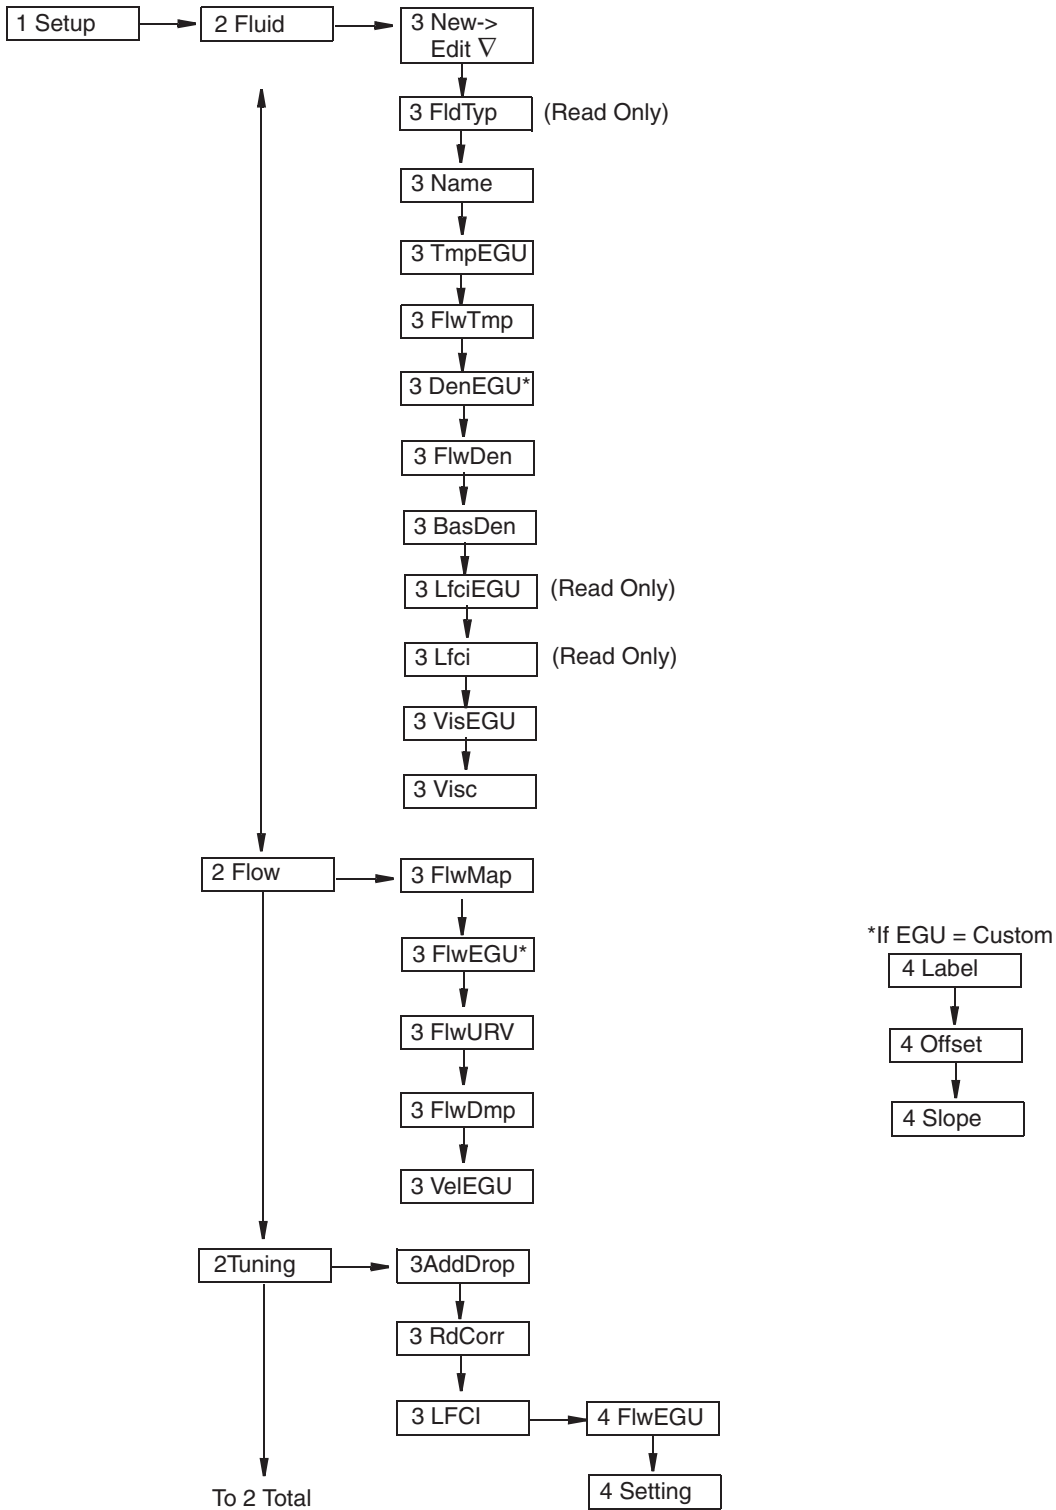 1 Setup
2 Fluid
3 New->
Edit ∇
3 FldTyp
(Read Only)
3 Name
3 TmpEGU
3 FlwTmp
3 DenEGU*
3 FlwDen
3 BasDen
3 LfciEGU
(Read Only)
3 Lfci
(Read Only)
3 VisEGU
3 Visc
2 Flow
3 FlwMap
3 FlwEGU*
3 FlwURV
3 FlwDmp
3 VelEGU
*If EGU = Custom
4 Label
4 Offset
4 Slope
2Tuning
3AddDrop
3 RdCorr
3 LFCI
4 FlwEGU
4 Setting
To 2 Total